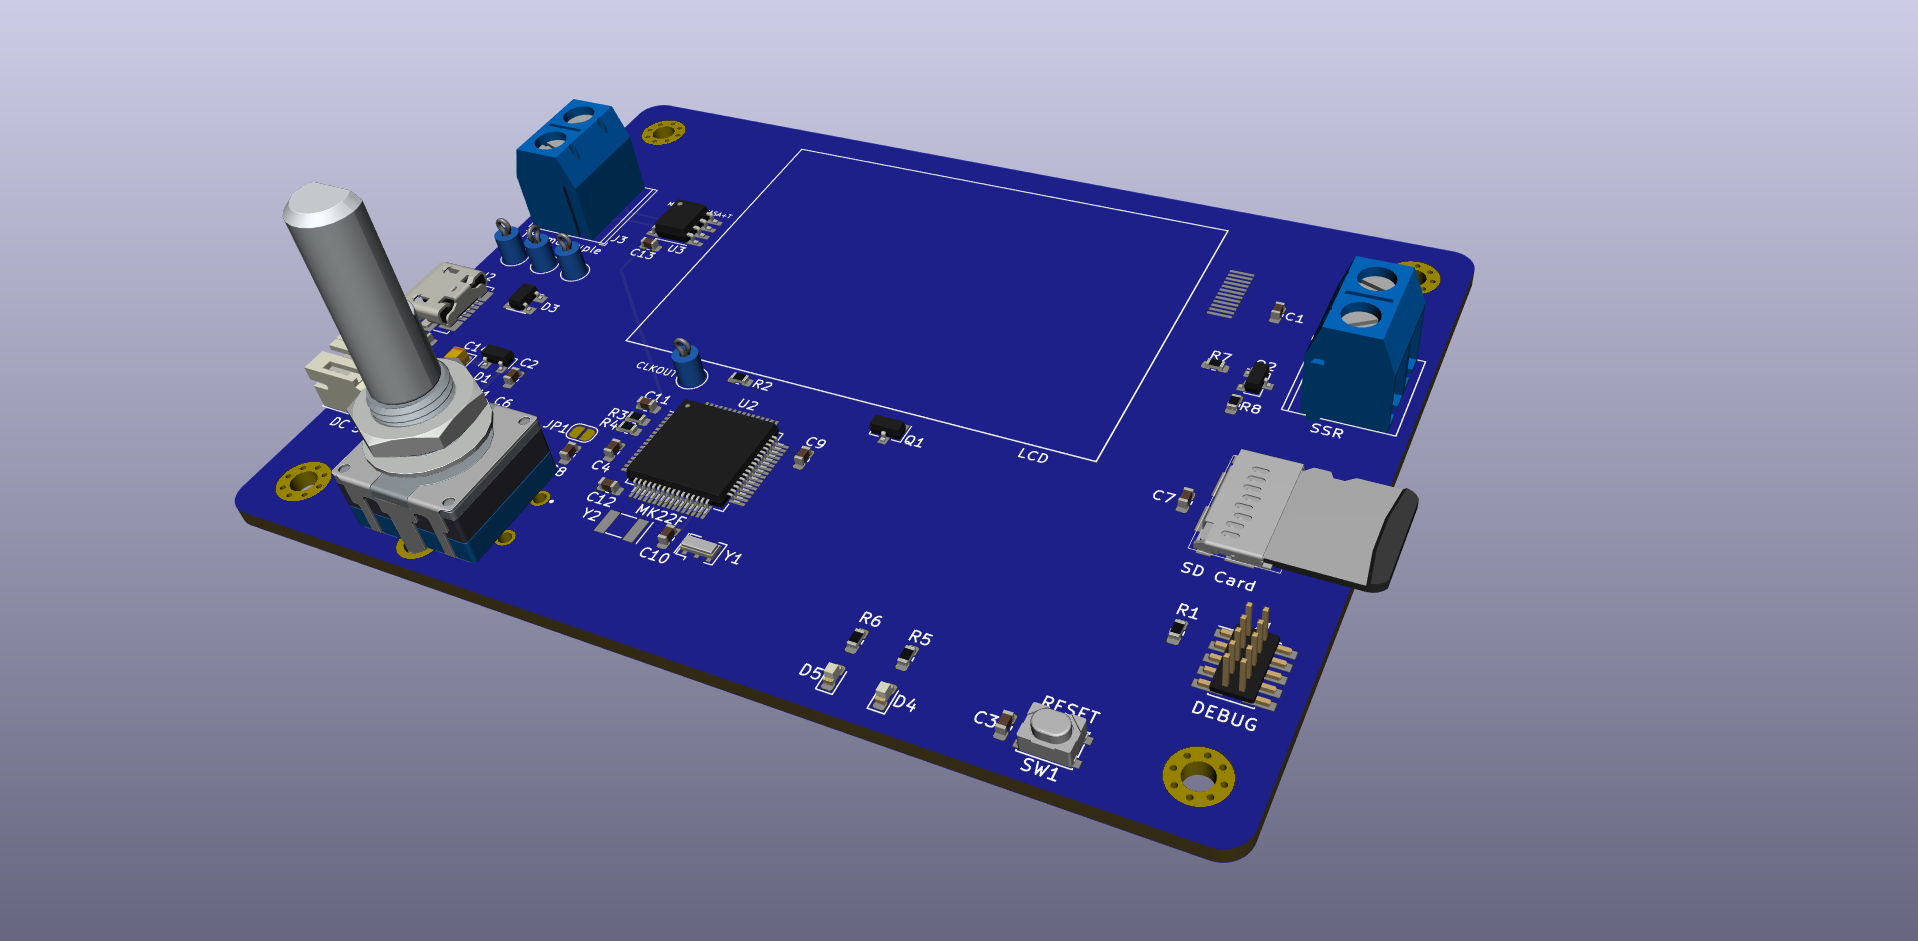 J3
U3
C13
D3
C2
D1
C6
DC
JP1
R3
R4
C11
C4
C12
CLKOUT
R2
U2
C9
Q1
LCD
MK22F
Y2
C10
Y1
C1
R7
R8
SSR
C7
SD Card
R1
DEBUG
R6
R5
D5
D4
C3
RESET
SW1